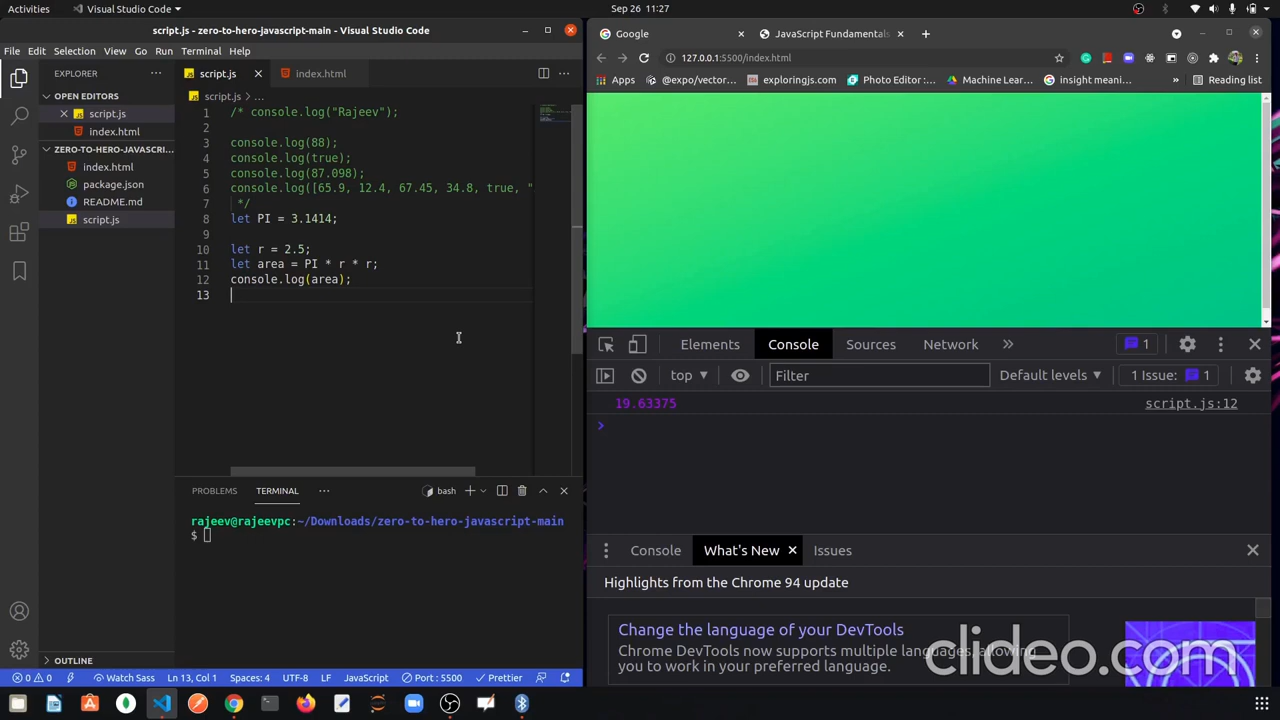 Activities
Visual Studio Code
Sep 26 11:27
script.js - zero-to-hero-javascript-main - Visual Studio Code
File Edit Selection View Go Run Terminal Help
EXPLORER
OPEN EDITORS
script.js
index.html
ZERO-TO-HERO-JAVASCRI...
index.html
package.json
README.md
script.js
OUTLINE
script.js
index.html
script.js > ...
1 /* console.log("Rajeev");
2
3 console.log(88);
4 console.log(true);
5 console.log(87.098);
6 console.log([65.9, 12.4, 67.45, 34.8, true, "
7 */
8 let PI = 3.1414;
9
10 let r = 2.5;
11 let area = PI * r * r;
12 console.log(area);
13
PROBLEMS TERMINAL
bash
rajeev@rajeevpc:~/Downloads/zero-to-hero-javascript-main
$
0 0 Watch Sass Ln 13, Col 1 Spaces: 4 UTF-8 LF JavaScript Port : 5500 Prettier
Google
JavaScript Fundamentals
127.0.0.1:5500/index.html
Apps @expo/vector... exploringjs.com Photo Editor :... Machine Lear... insight meani... » Reading list
Elements Console Sources Network » 1
top Filter Default levels 1 Issue: 1
19.63375 script.js:12
>
Console What's New Issues
Highlights from the Chrome 94 update
Change the language of your DevTools
Chrome DevTools now supports multiple languages, allowing
you to work in your preferred language.
clideo.com